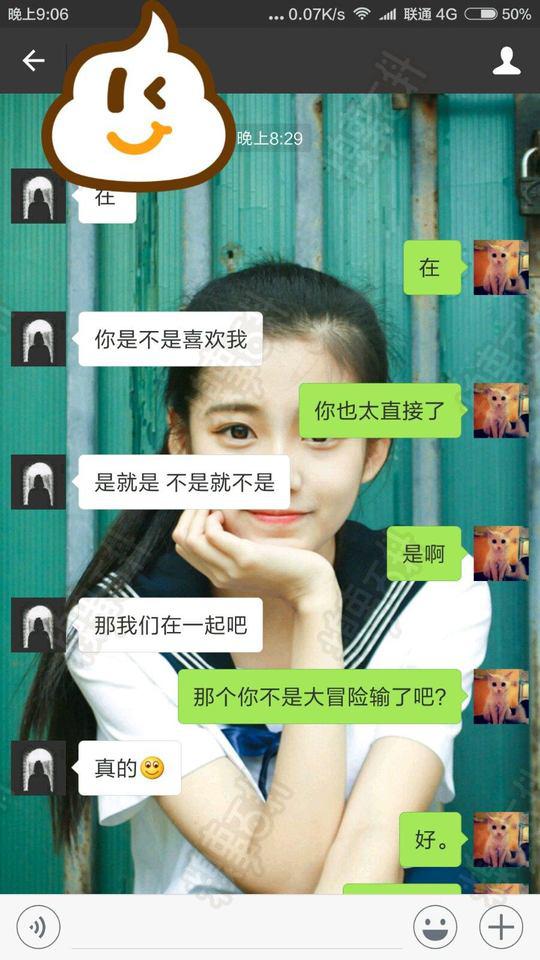 晚上9:06
... 0.07K/s 联通 4G 50%
晚上8:29
在
在
你是不是喜欢我
你也太直接了
是就是 不是就不是
是啊
那我们在一起吧
那个你不是大冒险输了吧?
真的
好。